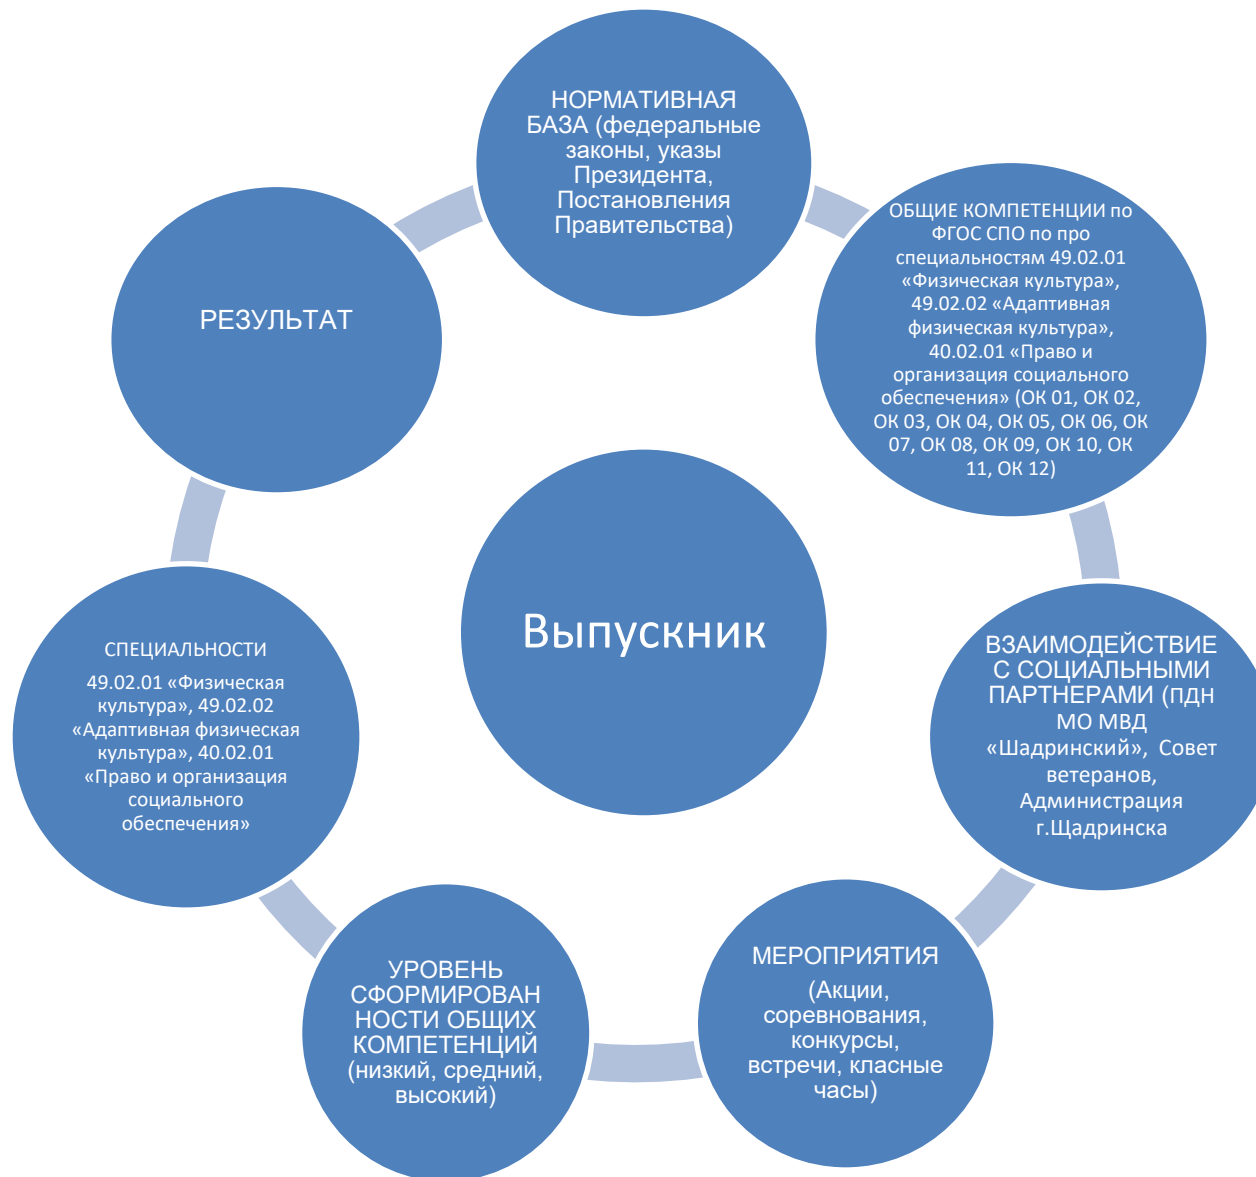 НОРМАТИВНАЯ
БАЗА (федеральные
законы, указы
Президента,
Постановления
Правительства)
ОБЩИЕ КОМПЕТЕНЦИИ по
ФГОС СПО по про
специальностям 49.02.01
«Физическая культура»,
49.02.02 «Адаптивная
физическая культура»,
40.02.01 «Право и
организация социального
обеспечения» (ОК 01, ОК 02,
ОК 03, ОК 04, ОК 05, ОК 06, ОК
07, ОК 08, ОК 09, ОК 10, ОК
11, ОК 12)
ВЗАИМОДЕЙСТВИЕ
С СОЦИАЛЬНЫМИ
ПАРТНЕРАМИ (ПДН
МО МВД
«Шадринский», Совет
ветеранов,
Администрация
г.Щадринска
МЕРОПРИЯТИЯ
(Акции,
соревнования,
конкурсы,
встречи, класные
часы)
УРОВЕНЬ
СФОРМИРОВАН
НОСТИ ОБЩИХ
КОМПЕТЕНЦИЙ
(низкий, средний,
высокий)
СПЕЦИАЛЬНОСТИ
49.02.01 «Физическая
культура», 49.02.02
«Адаптивная физическая
культура», 40.02.01
«Право и организация
социального
обеспечения»
РЕЗУЛЬТАТ
Выпускник